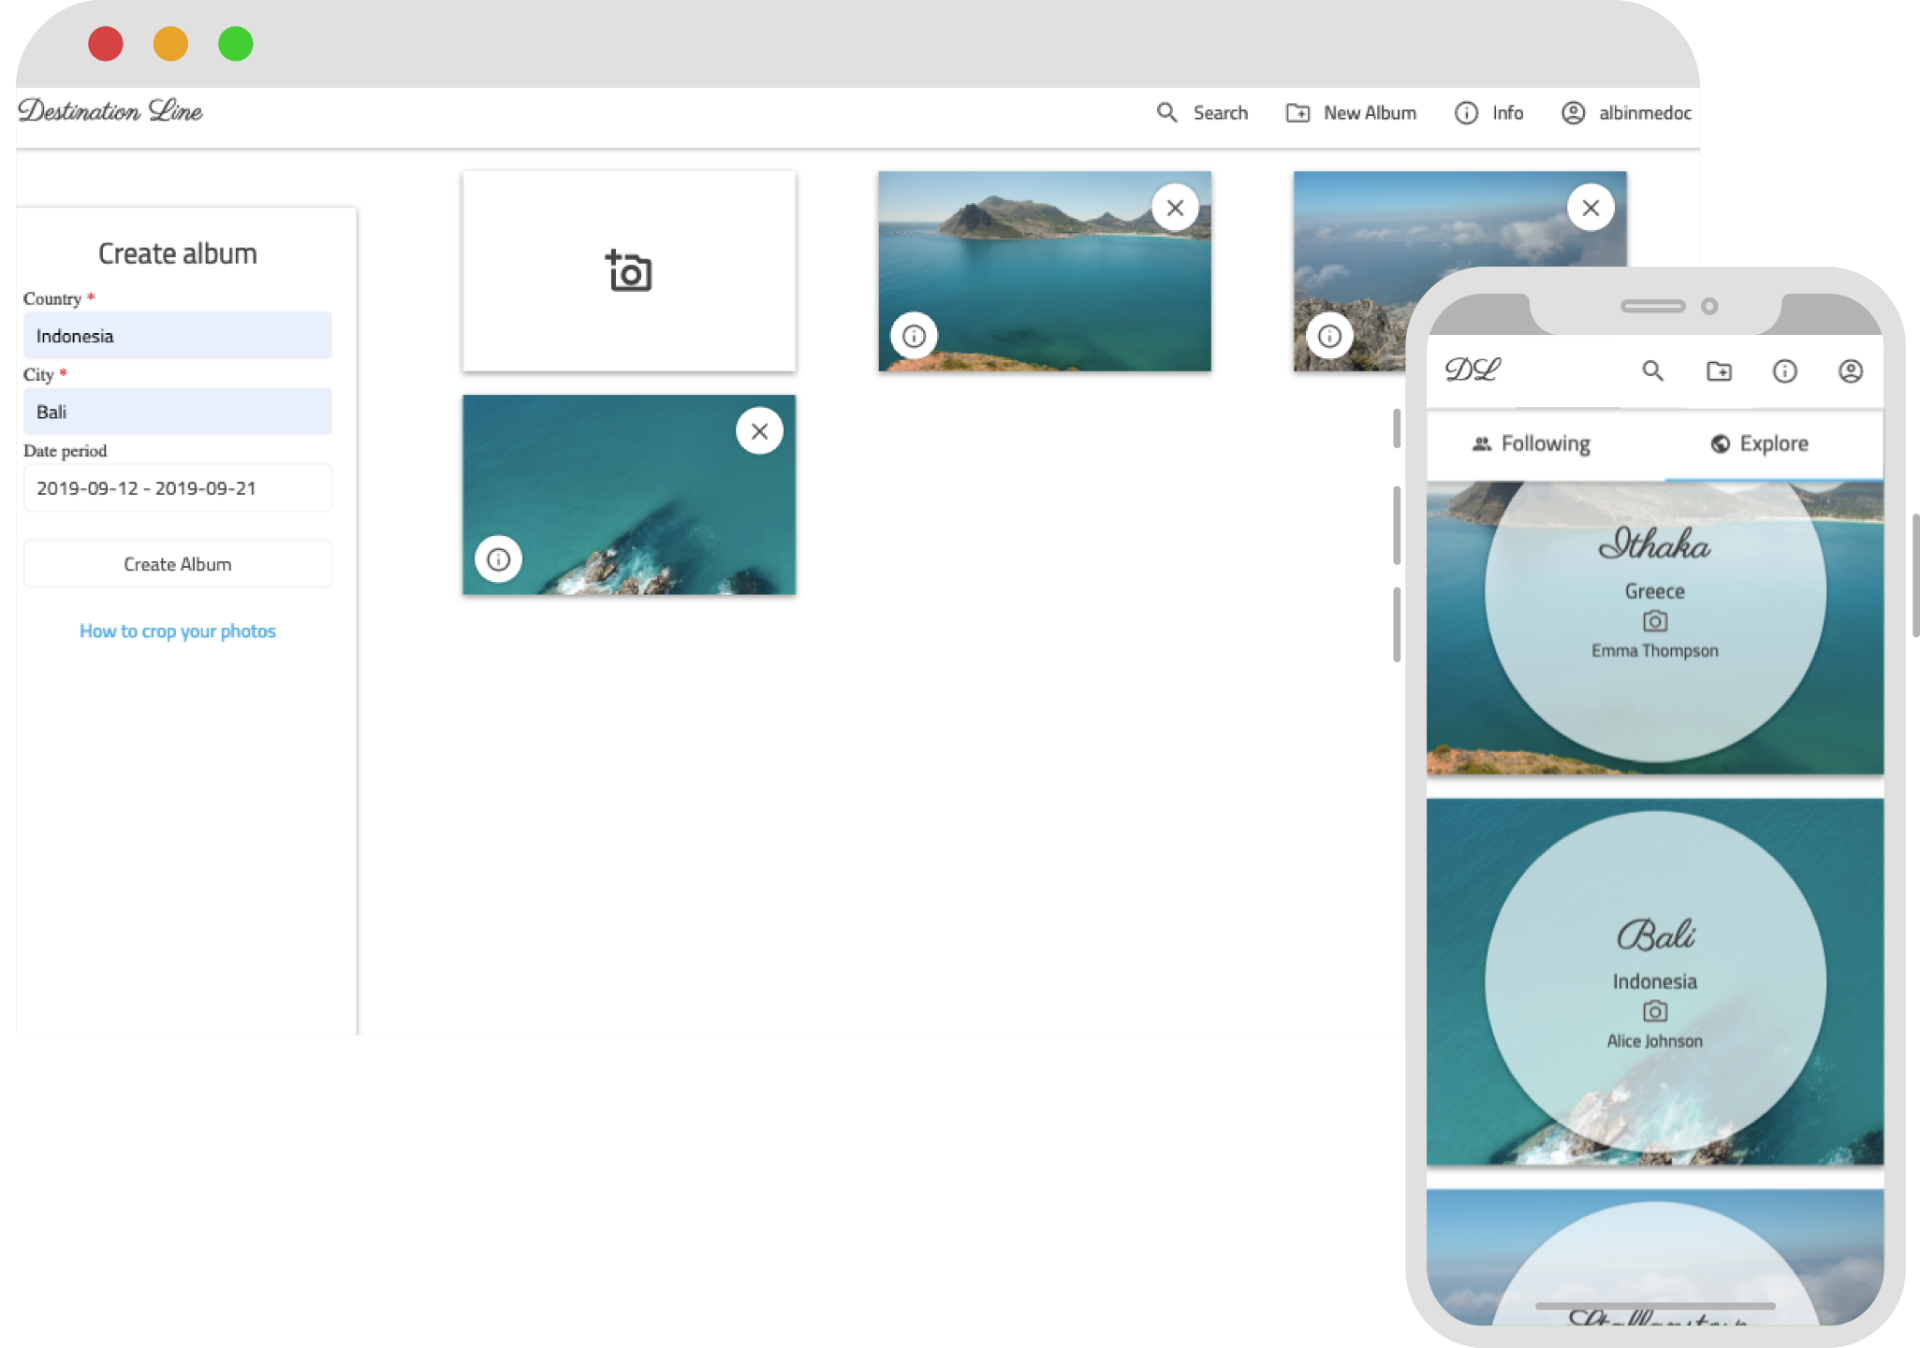 Destination Line
Search
New Album
Info
albinmedoc
Create album
Country *
Indonesia
City *
Bali
Date period
2019-09-12 - 2019-09-21
Create Album
How to crop your photos
DL
Following
Explore
Ithaka
Greece
Emma Thompson
Bali
Indonesia
Alice Johnson